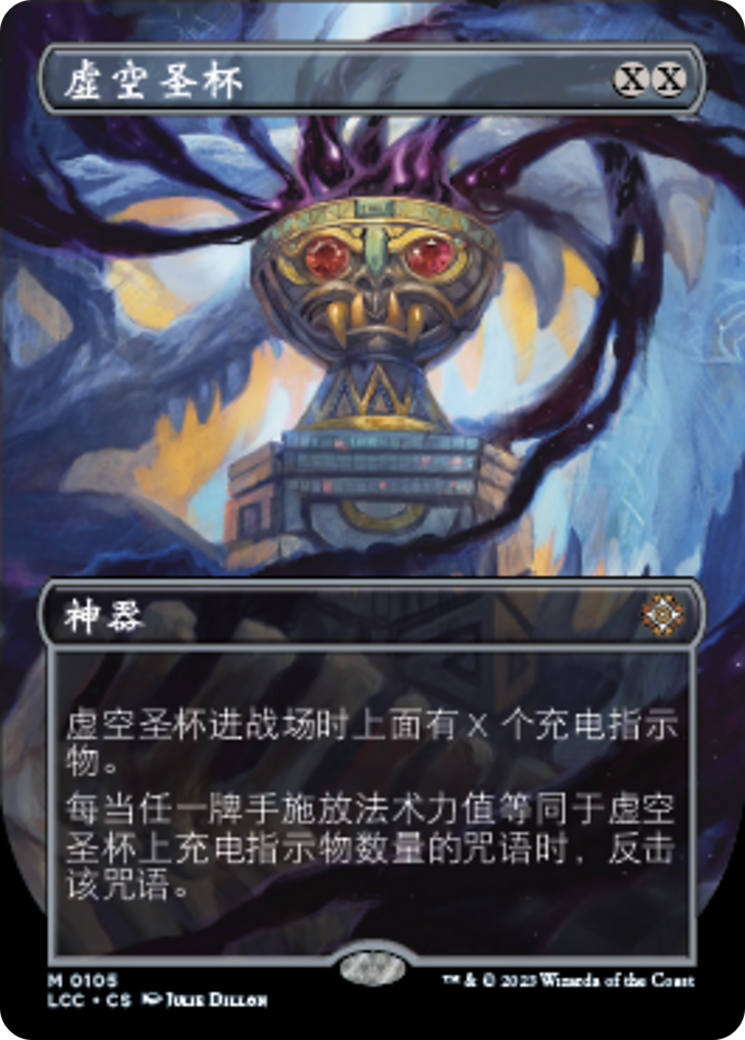 虚空圣杯 XX
神器
虚空圣杯进战场时上面有X个充电指示
物。
每当任一牌手施放法术力值等同于虚空
圣杯上充电指示物数量的咒语时，反击
该咒语。
M 0105
LCC • CS JULIE DILLON
™ & © 2023 Wizards of the Coast